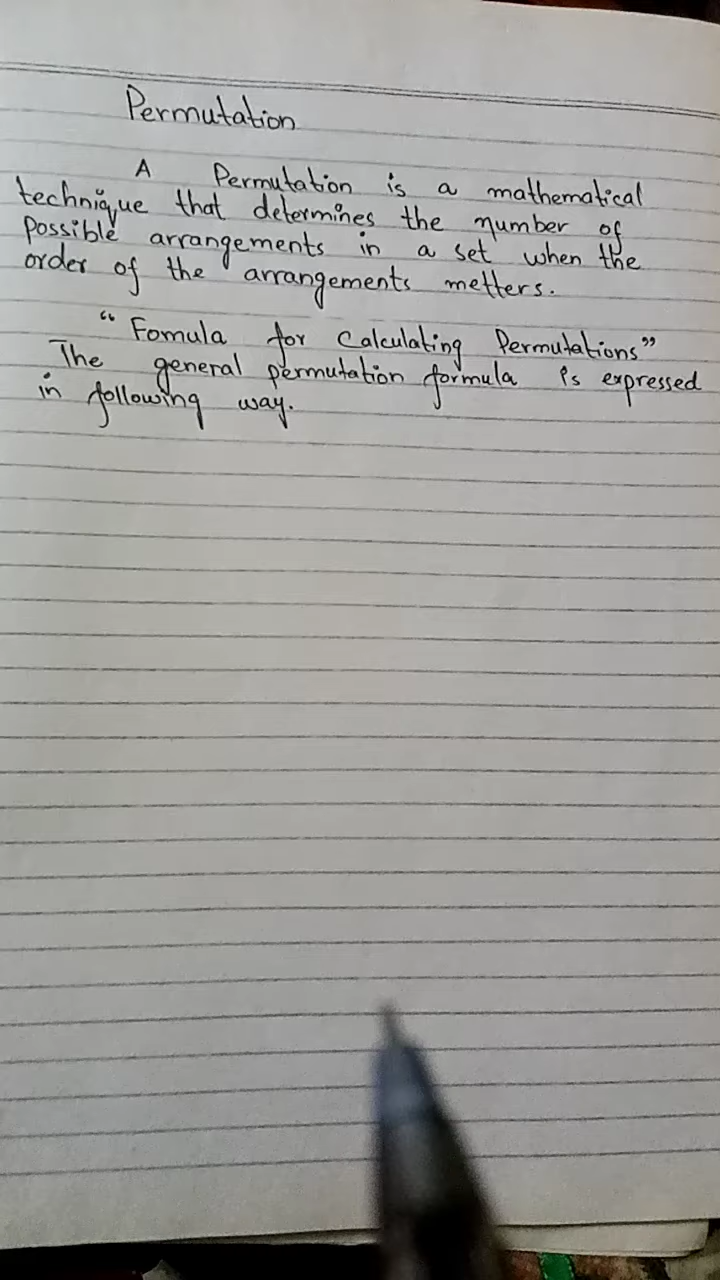 Permutation
A Permutation is a mathematical
technique that determines the number of
possible arrangements in a set when the
order of the arrangements metters.
“Fomula for Calculating Permutations”
The general permutation formula is expressed
in following way.